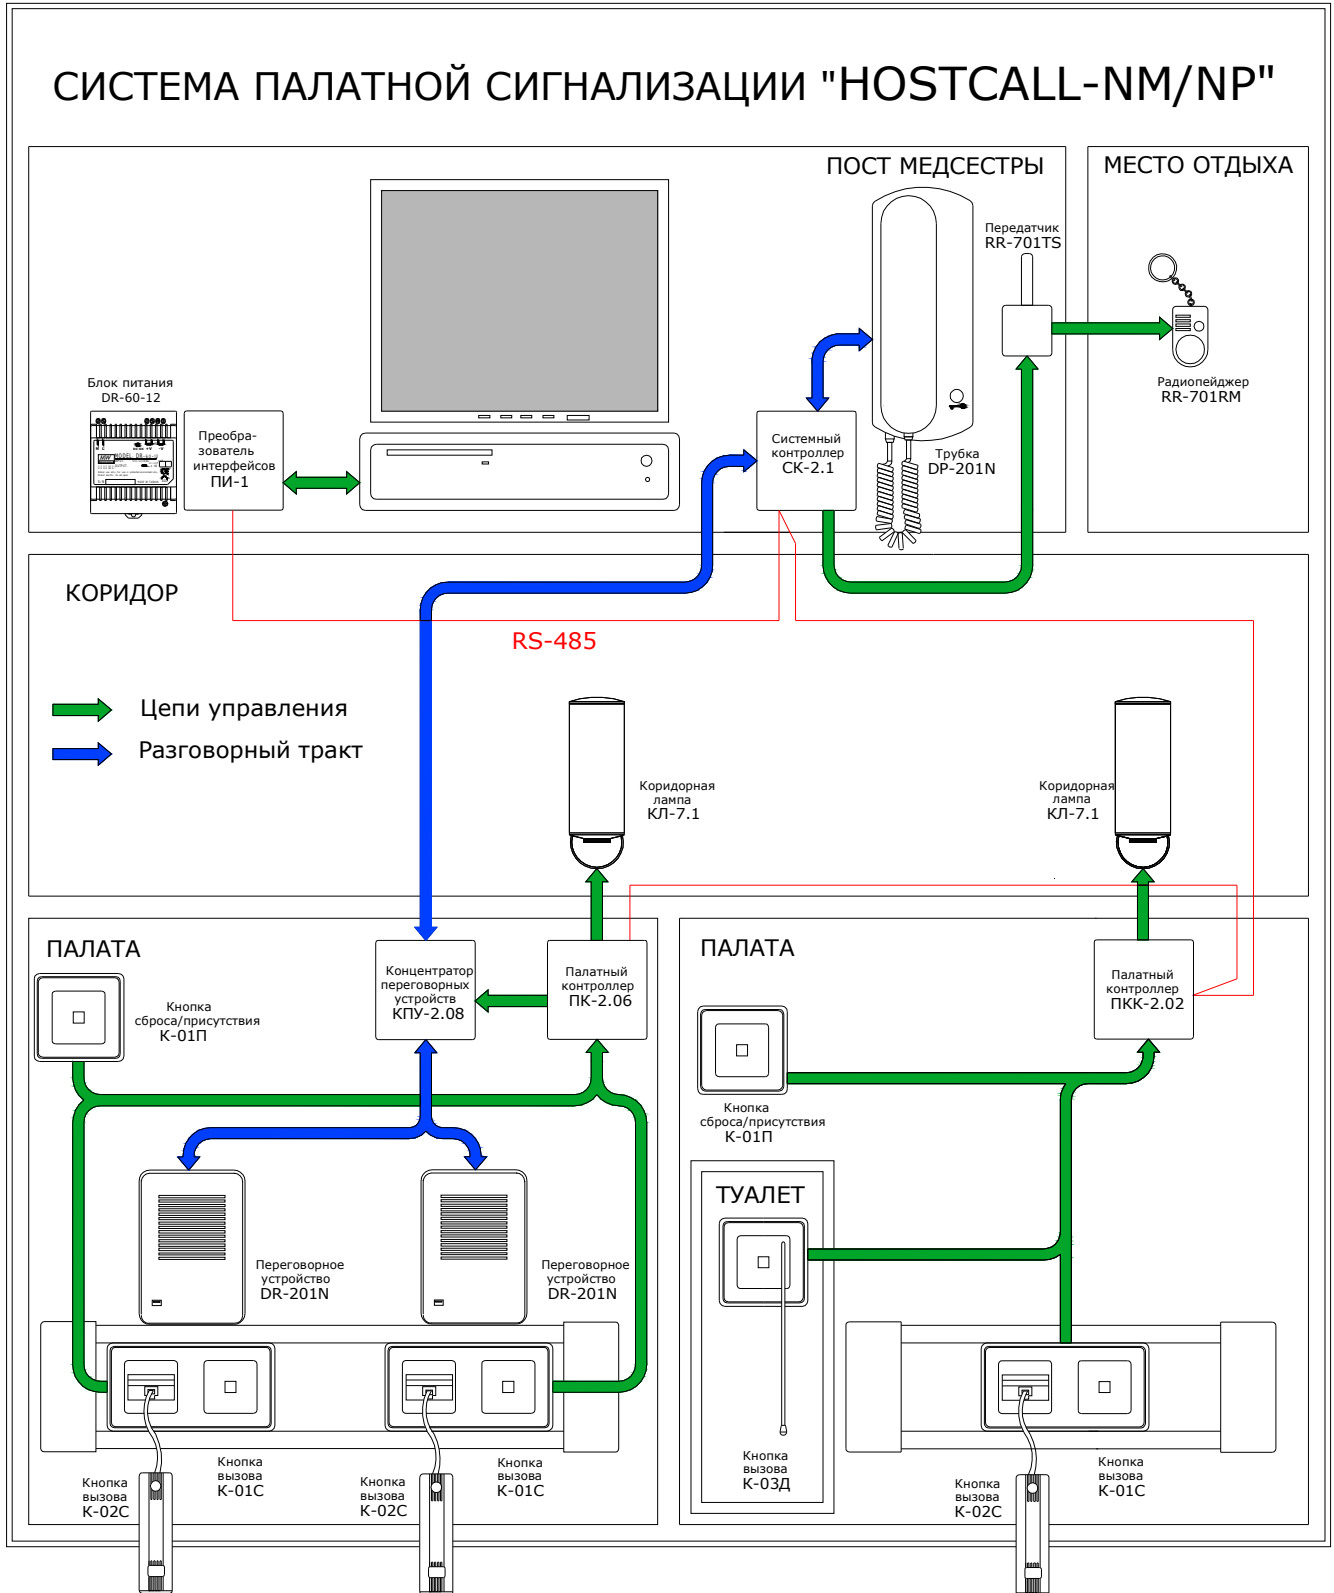 СИСТЕМА ПАЛАТНОЙ СИГНАЛИЗАЦИИ "HOSTCALL-NM/NP"
ПОСТ МЕДСЕСТРЫ
МЕСТО ОТДЫХА
Передатчик
RR-701TS
Радиопейджер
RR-701RM
Блок питания
DR-60-12
Преобра-
зователь
интерфейсов
ПИ-1
Системный
контроллер
СК-2.1
Трубка
DP-201N
КОРИДОР
RS-485
Цепи управления
Разговорный тракт
Коридорная
лампа
КЛ-7.1
Коридорная
лампа
КЛ-7.1
ПАЛАТА
Кнопка
сброса/присутствия
К-01П
Концентратор
переговорных
устройств
КПУ-2.08
Палатный
контроллер
ПК-2.06
Переговорное
устройство
DR-201N
Переговорное
устройство
DR-201N
Кнопка
вызова
К-02С
Кнопка
вызова
К-01С
Кнопка
вызова
К-02С
Кнопка
вызова
К-01С
ПАЛАТА
Палатный
контроллер
ПКК-2.02
Кнопка
сброса/присутствия
К-01П
ТУАЛЕТ
Кнопка
вызова
К-03Д
Кнопка
вызова
К-02С
Кнопка
вызова
К-01С